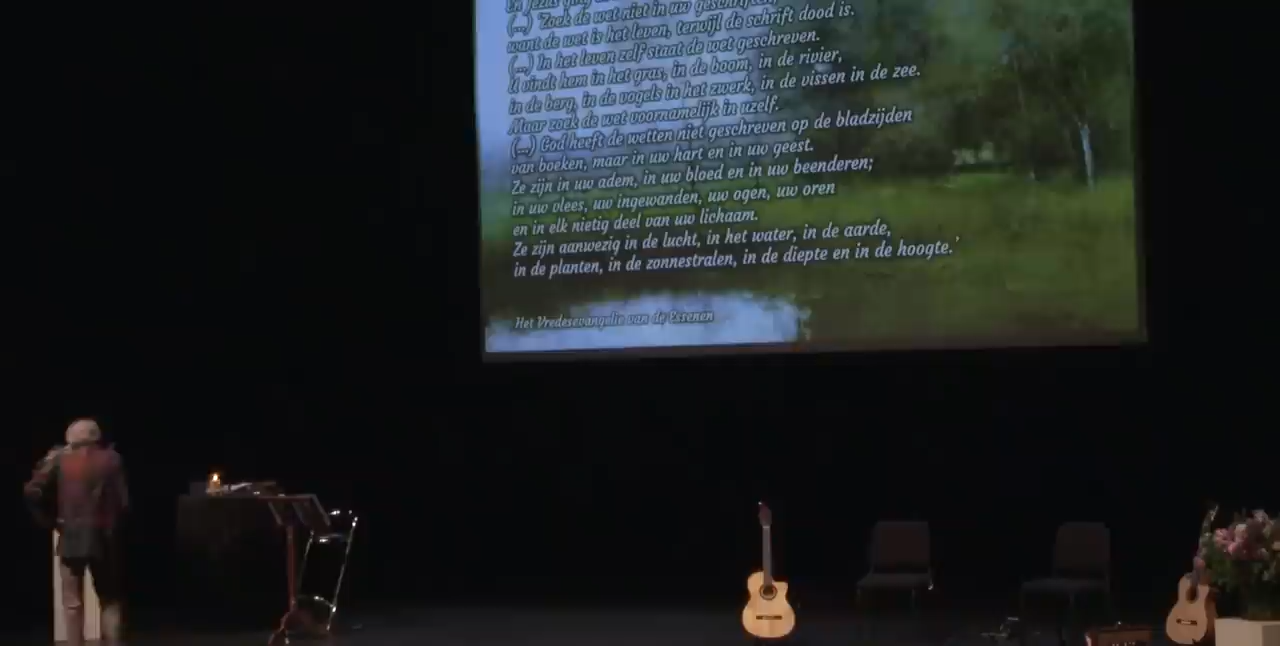 En Jezus ging
(...) 'Zoek de wet niet in uw geschriften,
want de wet is het leven, terwijl de schrift dood is.
(...) In het leven zelf staat de wet geschreven.
U vindt hem in het gras, in de boom, in de rivier,
in de berg, in de vogels in het zwerk, in de vissen in de zee.
Maar zoek de wet voornamelijk in uzelf.
(...) God heeft de wetten niet geschreven op de bladzijden
van boeken, maar in uw hart en in uw geest.
Ze zijn in uw adem, in uw bloed en in uw beenderen;
in uw vlees, uw ingewanden, uw ogen, uw oren
en in elk nietig deel van uw lichaam.
Ze zijn aanwezig in de lucht, in het water, in de aarde,
in de planten, in de zonnestralen, in de diepte en in de hoogte.'
Het Vredesevangelie van de Essenen